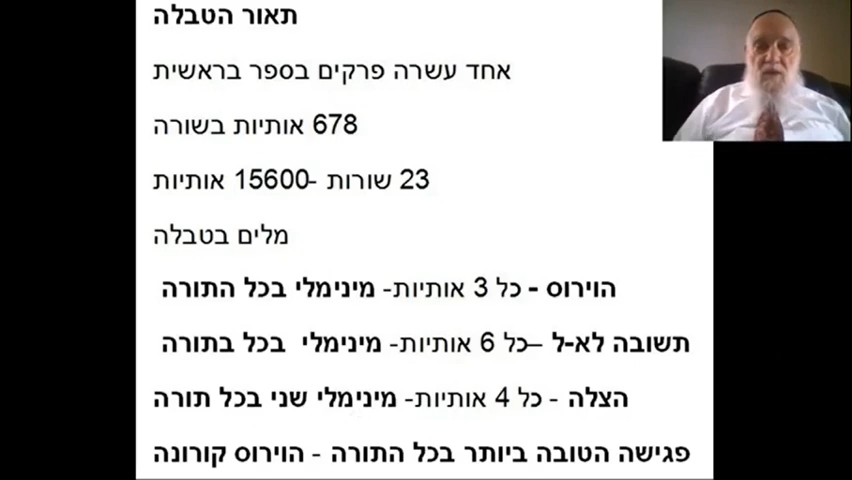 תאור הטבלה
אחד עשרה פרקים בספר בראשית
678 אותיות בשורה
23 שורות -15600 אותיות
מלים בטבלה
הוירוס - כל 3 אותיות- מינימלי בכל התורה
תשובה לא-ל –כל 6 אותיות- מינימלי בכל בתורה
הצלה - כל 4 אותיות- מינימלי שני בכל תורה
פגישה הטובה ביותר בכל התורה - הוירוס קורונה